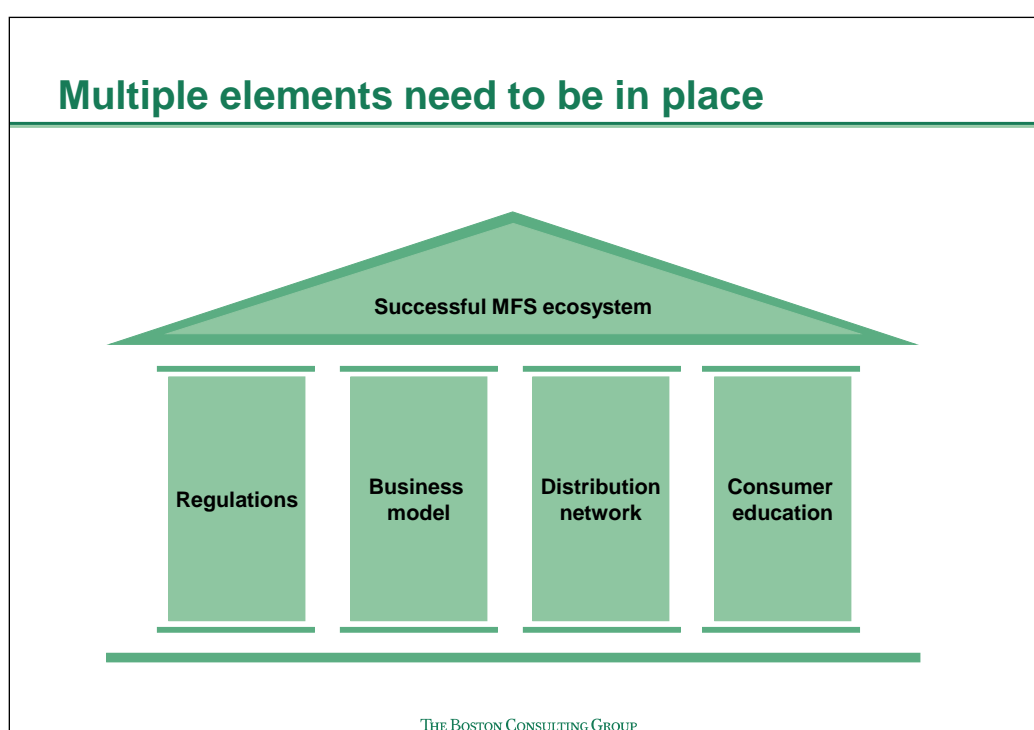 Multiple elements need to be in place
Successful MFS ecosystem
Regulations
Business
model
Distribution
network
Consumer
education
THE BOSTON CONSULTING GROUP